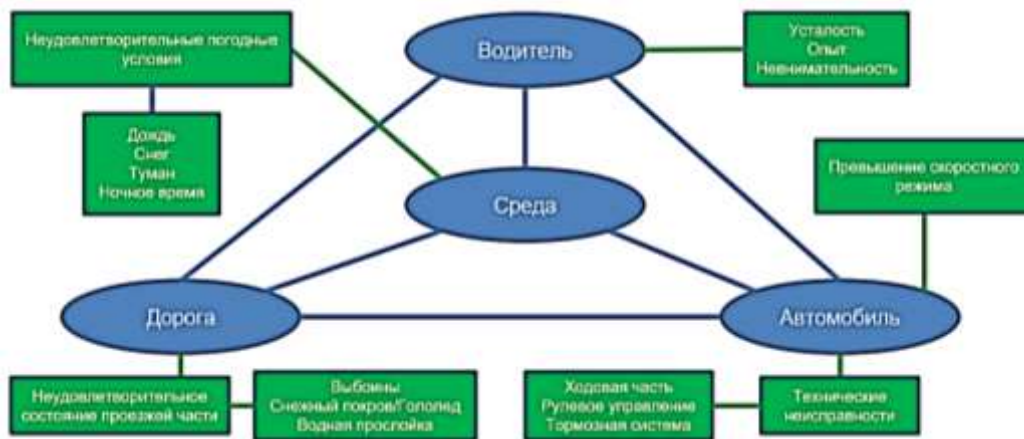 Неудовлетворительные погодные
условия
Водитель
Усталость
Опыт
Невнимательность
Дождь
Снег
Туман
Ночное время
Превышение скоростного
режима
Среда
Дорога
Автомобиль
Неудовлетворительное
состояние проезжей части
Выбоины
Снежный покров/Гололед
Водная прослойка
Ходовая часть
Рулевое управление
Тормозная система
Технические
неисправности